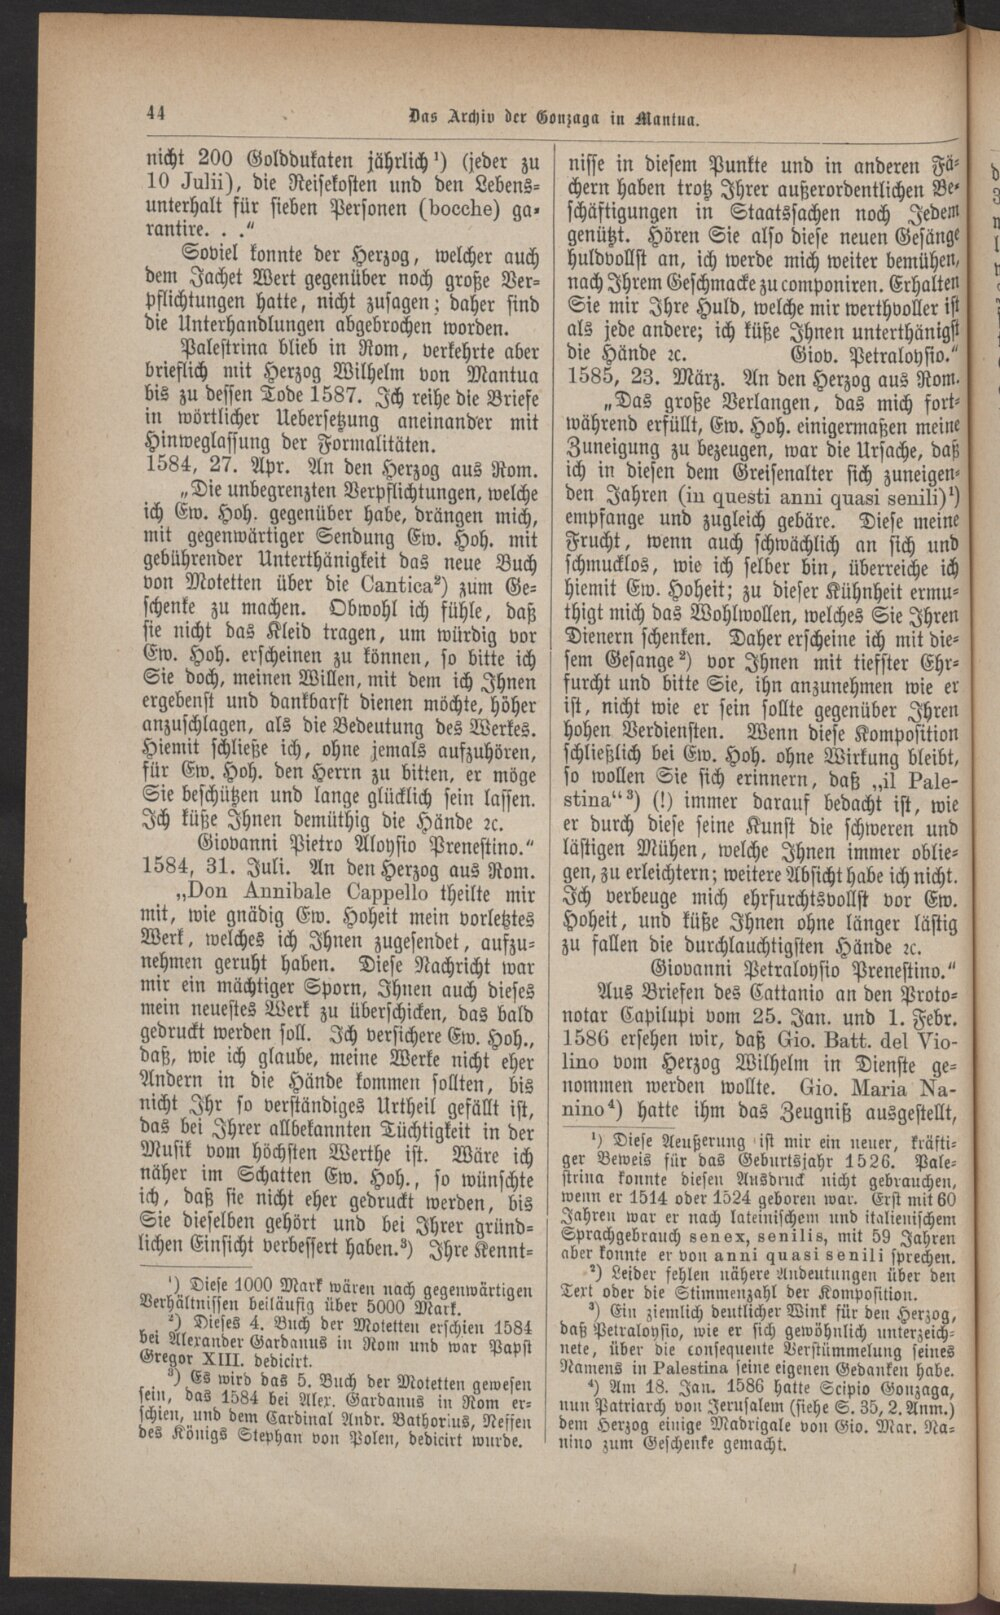 44
Das Archiv der Gonzaga in Mantua.
nicht 200 Golddukaten jährlich¹) (jeder zu
10 Julii), die Reisekosten und den Lebens=
unterhalt für sieben Personen (bocche) ga=
rantire. . ."
Soviel konnte der Herzog, welcher auch
dem Jachet Wert gegenüber noch große Ver=
pflichtungen hatte, nicht zusagen; daher sind
die Unterhandlungen abgebrochen worden.
Palestrina blieb in Rom, verkehrte aber
brieflich mit Herzog Wilhelm von Mantua
bis zu dessen Tode 1587. Ich reihe die Briefe
in wörtlicher Uebersetzung aneinander mit
Hinweglassung der Formalitäten.
1584, 27. Apr. An den Herzog aus Rom.
„Die unbegrenzten Verpflichtungen, welche
ich Ew. Hoh. gegenüber habe, drängen mich,
mit gegenwärtiger Sendung Ew. Hoh. mit
gebührender Unterthänigkeit das neue Buch
von Motetten über die Cantica²) zum Ge=
schenke zu machen. Obwohl ich fühle, daß
sie nicht das Kleid tragen, um würdig vor
Ew. Hoh. erscheinen zu können, so bitte ich
Sie doch, meinen Willen, mit dem ich Ihnen
ergebenst und dankbarst dienen möchte, höher
anzuschlagen, als die Bedeutung des Werkes.
Hiemit schließe ich, ohne jemals aufzuhören,
für Ew. Hoh. den Herrn zu bitten, er möge
Sie beschützen und lange glücklich sein lassen.
Ich küße Ihnen demüthig die Hände ꝛc.
Giovanni Pietro Aloysio Prenestino."
1584, 31. Juli. An den Herzog aus Rom.
„Don Annibale Cappello theilte mir
mit, wie gnädig Ew. Hoheit mein vorletztes
Werk, welches ich Ihnen zugesendet, aufzu=
nehmen geruht haben. Diese Nachricht war
mir ein mächtiger Sporn, Ihnen auch dieses
mein neuestes Werk zu überschicken, das bald
gedruckt werden soll. Ich versichere Ew. Hoh.,
daß, wie ich glaube, meine Werke nicht eher
Andern in die Hände kommen sollten, bis
nicht Ihr so verständiges Urtheil gefällt ist,
das bei Ihrer allbekannten Tüchtigkeit in der
Musik vom höchsten Werthe ist. Wäre ich
näher im Schatten Ew. Hoh., so wünschte
ich, daß sie nicht eher gedruckt werden, bis
Sie dieselben gehört und bei Ihrer gründ=
lichen Einsicht verbessert haben.³) Ihre Kennt=
¹) Diese 1000 Mark wären nach gegenwärtigen
Verhältnissen beiläufig über 5000 Mark.
²) Dieses 4. Buch der Motetten erschien 1584
bei Alexander Gardanus in Rom und war Papst
Gregor XIII. dedicirt.
³) Es wird das 5. Buch der Motetten gewesen
sein, das 1584 bei Alex. Gardanus in Rom er=
schien, und dem Cardinal Andr. Bathorius, Neffen
des Königs Stephan von Polen, dedicirt wurde.
nisse in diesem Punkte und in anderen Fä=
chern haben trotz Ihrer außerordentlichen Be=
schäftigungen in Staatssachen noch Jedem
genützt. Hören Sie also diese neuen Gesänge
huldvollst an, ich werde mich weiter bemühen,
nach Ihrem Geschmacke zu componiren. Erhalten
Sie mir Ihre Huld, welche mir werthvoller ist
als jede andere; ich küße Ihnen unterthänigst
die Hände ꝛc. Giov. Petraloysio."
1585, 23. März. An den Herzog aus Rom.
„Das große Verlangen, das mich fort=
während erfüllt, Ew. Hoh. einigermaßen meine
Zuneigung zu bezeugen, war die Ursache, daß
ich in diesen dem Greisenalter sich zuneigen=
den Jahren (in questi anni quasi senili)¹)
empfange und zugleich gebäre. Diese meine
Frucht, wenn auch schwächlich an sich und
schmucklos, wie ich selber bin, überreiche ich
hiemit Ew. Hoheit; zu dieser Kühnheit ermu=
thigt mich das Wohlwollen, welches Sie Ihren
Dienern schenken. Daher erscheine ich mit die=
sem Gesange²) vor Ihnen mit tiefster Ehr=
furcht und bitte Sie, ihn anzunehmen wie er
ist, nicht wie er sein sollte gegenüber Ihren
hohen Verdiensten. Wenn diese Komposition
schließlich bei Ew. Hoh. ohne Wirkung bleibt,
so wollen Sie sich erinnern, daß „il Pale-
stina"³) (!) immer darauf bedacht ist, wie
er durch diese seine Kunst die schweren und
lästigen Mühen, welche Ihnen immer oblie=
gen, zu erleichtern; weitere Absicht habe ich nicht.
Ich verbeuge mich ehrfurchtsvollst vor Ew.
Hoheit, und küße Ihnen ohne länger lästig
zu fallen die durchlauchtigsten Hände ꝛc.
Giovanni Petraloysio Prenestino."
Aus Briefen des Cattanio an den Proto=
notar Capilupi vom 25. Jan. und 1. Febr.
1586 ersehen wir, daß Gio. Batt. del Vio-
lino vom Herzog Wilhelm in Dienste ge=
nommen werden wollte. Gio. Maria Na-
nino⁴) hatte ihm das Zeugniß ausgestellt,
¹) Diese Aeußerung ist mir ein neuer, kräfti=
ger Beweis für das Geburtsjahr 1526. Pale=
strina konnte diesen Ausdruck nicht gebrauchen,
wenn er 1514 oder 1524 geboren war. Erst mit 60
Jahren war er nach lateinischem und italienischem
Sprachgebrauch senex, senilis, mit 59 Jahren
aber konnte er von anni quasi senili sprechen.
²) Leider fehlen nähere Andeutungen über den
Text oder die Stimmenzahl der Komposition.
³) Ein ziemlich deutlicher Wink für den Herzog,
daß Petraloysio, wie er sich gewöhnlich unterzeich=
nete, über die consequente Verstümmelung seines
Namens in Palestina seine eigenen Gedanken habe.
⁴) Am 18. Jan. 1586 hatte Scipio Gonzaga,
nun Patriarch von Jerusalem (siehe S. 35, 2. Anm.)
dem Herzog einige Madrigale von Gio. Mar. Na=
nino zum Geschenke gemacht.